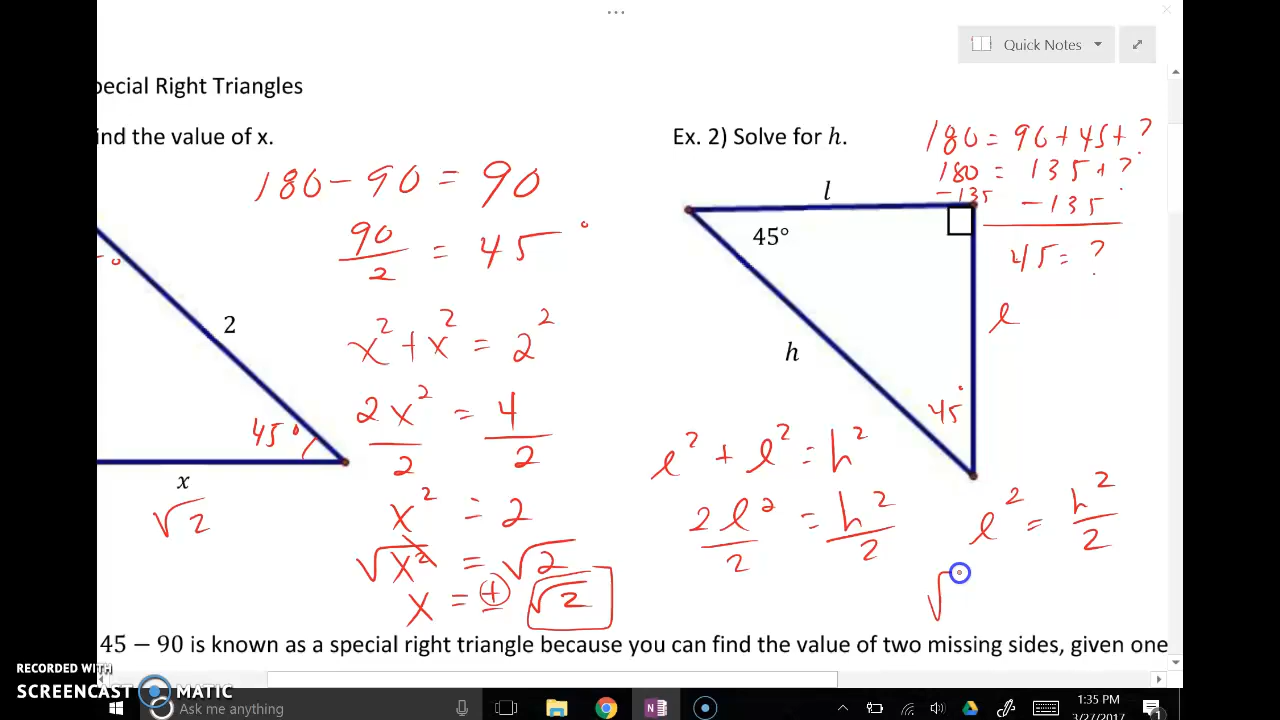 Quick Notes
pecial Right Triangles
ind the value of x.
180 - 90 = 90
90/2 = 45°
x² + x² = 2²
2x²/2 = 4/2
x² = 2
√x² = √2
x = ± √2
2
45°
x
√2
Ex. 2) Solve for h.
180 = 90 + 45 + ?
180 = 135 + ?
-135 -135
45 = ?
l
45°
l
h
45°
l² + l² = h²
2l²/2 = h²/2
l² = h²/2
√
45 − 90 is known as a special right triangle because you can find the value of two missing sides, given one
RECORDED WITH
SCREENCAST MATIC
Ask me anything
1:35 PM
3/27/2017